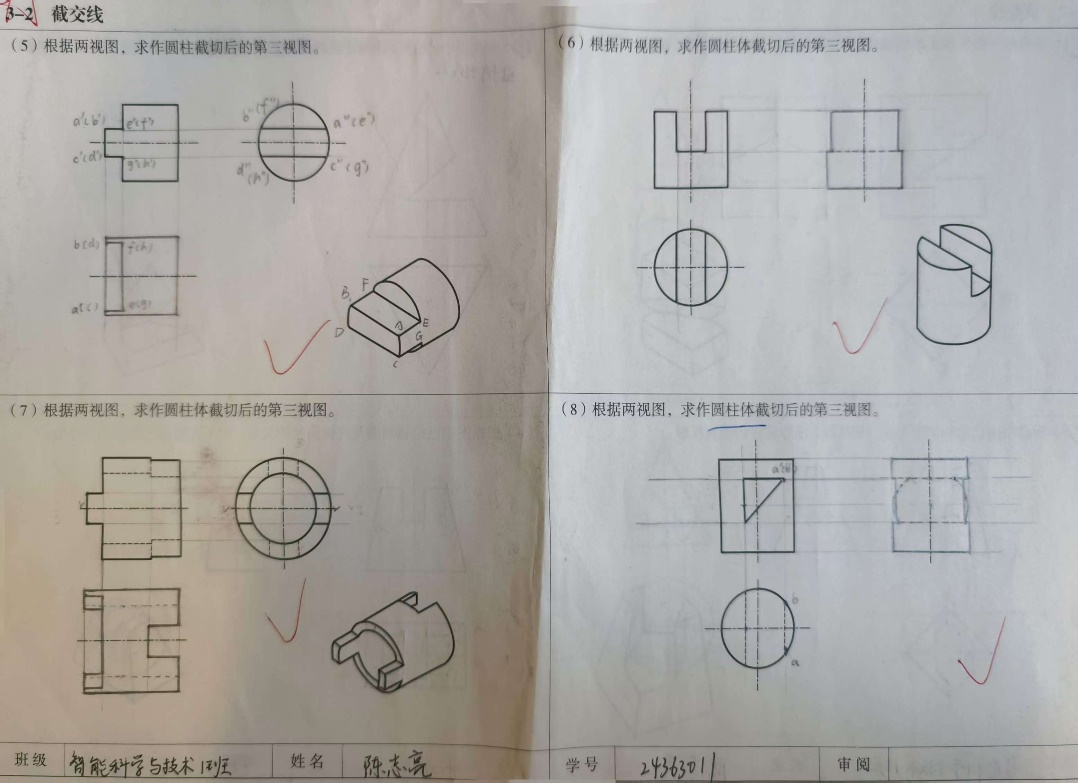 3-2 截交线
(5) 根据两视图，求作圆柱截切后的第三视图。
a'(b') e'(f')
c'(d') g'(h')
b''(f'') a''(e'')
d''(h'') c''(g'')
b(d) f(h)
a(c) e(g)
B F
D A E
G
C
(6) 根据两视图，求作圆柱体截切后的第三视图。
(7) 根据两视图，求作圆柱体截切后的第三视图。
(8) 根据两视图，求作圆柱体截切后的第三视图。
b
a
班级 智能科学与技术1班 姓名 陈志亮 学号 24363011 审阅